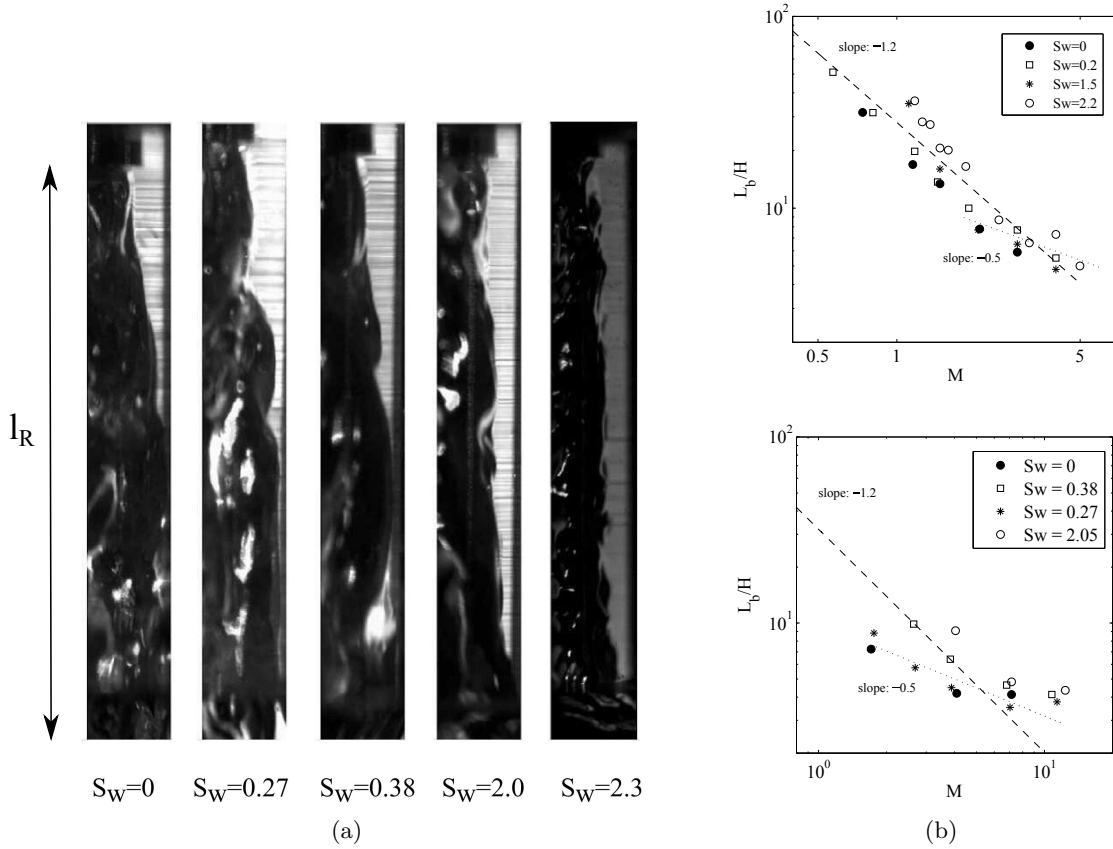 l_R
S_W=0 S_W=0.27 S_W=0.38 S_W=2.0 S_W=2.3
(a)
10^2
slope: −1.2
Sw=0
Sw=0.2
Sw=1.5
Sw=2.2
L_b/H
10^1
slope: −0.5
0.5 1 5
M
10^2
slope: −1.2
Sw = 0
Sw = 0.38
Sw = 0.27
Sw = 2.05
L_b/H
10^1
slope: −0.5
10^0 10^1
M
(b)